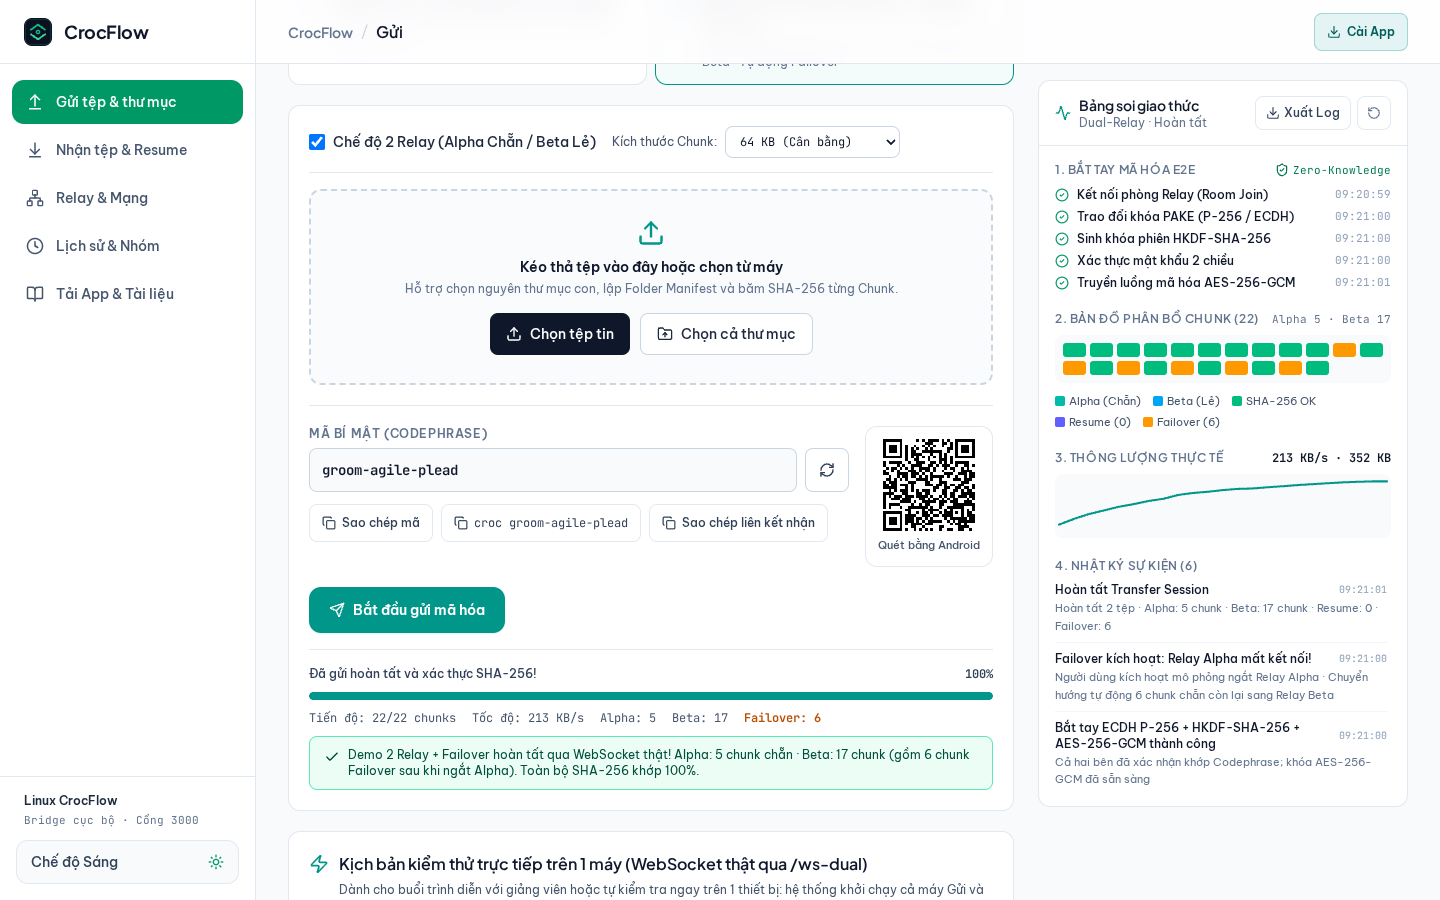 CrocFlow
CrocFlow / Gửi
Cài App
Gửi tệp & thư mục
Nhận tệp & Resume
Relay & Mạng
Lịch sử & Nhóm
Tải App & Tài liệu
Linux CrocFlow
Bridge cục bộ · Cổng 3000
Chế độ Sáng
Chế độ 2 Relay (Alpha Chẵn / Beta Lẻ)
Kích thước Chunk:
64 KB (Cân bằng)
Kéo thả tệp vào đây hoặc chọn từ máy
Hỗ trợ chọn nguyên thư mục con, lập Folder Manifest và băm SHA-256 từng Chunk.
Chọn tệp tin
Chọn cả thư mục
MÃ BÍ MẬT (CODEPHRASE)
groom-agile-plead
Sao chép mã
croc groom-agile-plead
Sao chép liên kết nhận
Quét bằng Android
Bắt đầu gửi mã hóa
Đã gửi hoàn tất và xác thực SHA-256!
100%
Tiến độ: 22/22 chunks
Tốc độ: 213 KB/s
Alpha: 5
Beta: 17
Failover: 6
Demo 2 Relay + Failover hoàn tất qua WebSocket thật! Alpha: 5 chunk chẵn · Beta: 17 chunk (gồm 6 chunk
Failover sau khi ngắt Alpha). Toàn bộ SHA-256 khớp 100%.
Kịch bản kiểm thử trực tiếp trên 1 máy (WebSocket thật qua /ws-dual)
Dành cho buổi trình diễn với giảng viên hoặc tự kiểm tra ngay trên 1 thiết bị: hệ thống khởi chạy cả máy Gửi và
Bảng soi giao thức
Dual-Relay · Hoàn tất
Xuất Log
1. BẮT TAY MÃ HÓA E2E
Zero-Knowledge
Kết nối phòng Relay (Room Join)
09:20:59
Trao đổi khóa PAKE (P-256 / ECDH)
09:21:00
Sinh khóa phiên HKDF-SHA-256
09:21:00
Xác thực mật khẩu 2 chiều
09:21:00
Truyền luồng mã hóa AES-256-GCM
09:21:01
2. BẢN ĐỒ PHÂN BỔ CHUNK (22)
Alpha 5 · Beta 17
Alpha (Chẵn)
Beta (Lẻ)
SHA-256 OK
Resume (0)
Failover (6)
3. THÔNG LƯỢNG THỰC TẾ
213 KB/s · 352 KB
4. NHẬT KÝ SỰ KIỆN (6)
Hoàn tất Transfer Session
09:21:01
Hoàn tất 2 tệp · Alpha: 5 chunk · Beta: 17 chunk · Resume: 0 ·
Failover: 6
Failover kích hoạt: Relay Alpha mất kết nối!
09:21:00
Người dùng kích hoạt mô phỏng ngắt Relay Alpha · Chuyển
hướng tự động 6 chunk chẵn còn lại sang Relay Beta
Bắt tay ECDH P-256 + HKDF-SHA-256 +
AES-256-GCM thành công
09:21:00
Cả hai bên đã xác nhận khớp Codephrase; khóa AES-256-
GCM đã sẵn sàng